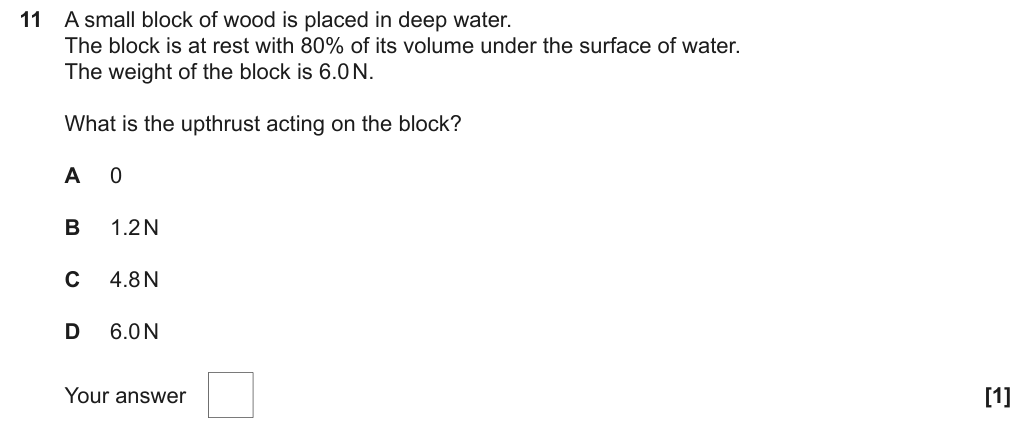 11 A small block of wood is placed in deep water.
The block is at rest with 80% of its volume under the surface of water.
The weight of the block is 6.0 N.
What is the upthrust acting on the block?
A 0
B 1.2 N
C 4.8 N
D 6.0 N
Your answer [1]